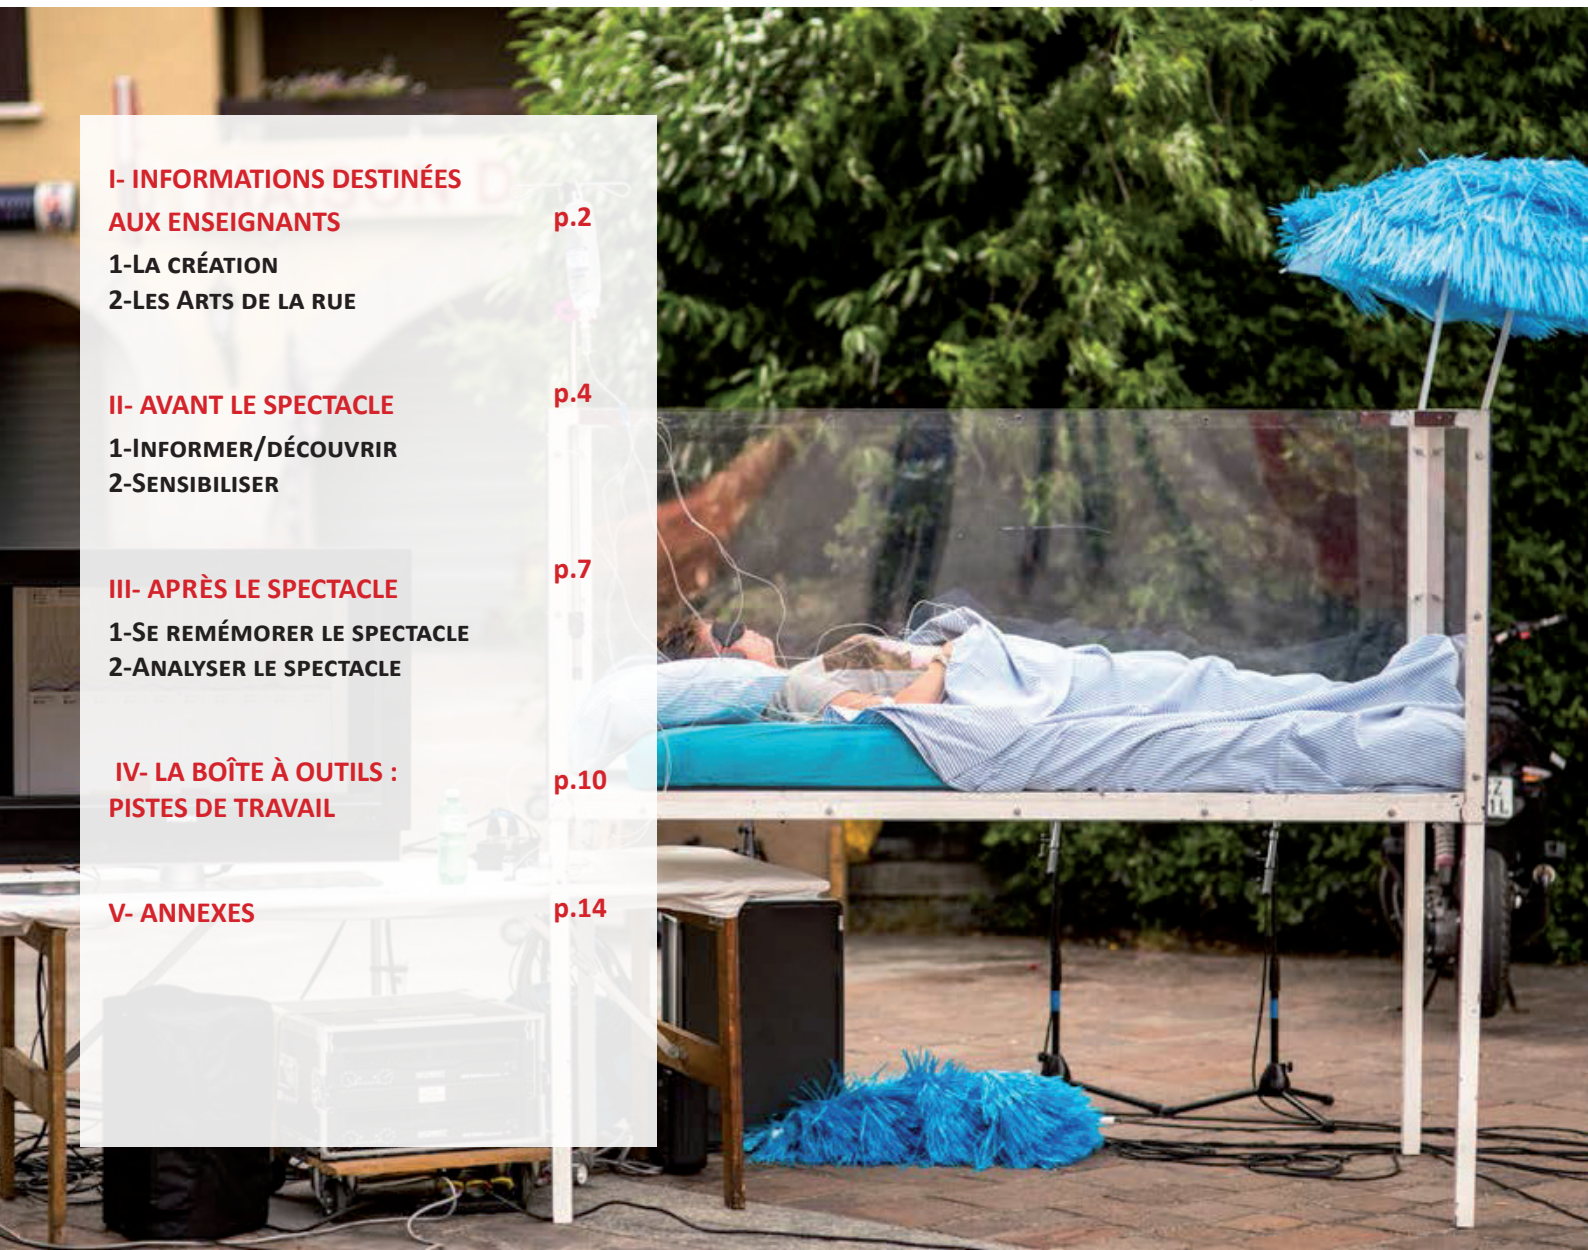 I- INFORMATIONS DESTINÉES
AUX ENSEIGNANTS p.2
1-LA CRÉATION
2-LES ARTS DE LA RUE
II- AVANT LE SPECTACLE p.4
1-INFORMER/DÉCOUVRIR
2-SENSIBILISER
III- APRÈS LE SPECTACLE p.7
1-SE REMÉMORER LE SPECTACLE
2-ANALYSER LE SPECTACLE
IV- LA BOÎTE À OUTILS :
PISTES DE TRAVAIL p.10
V- ANNEXES p.14
MAISON D
Z
1L